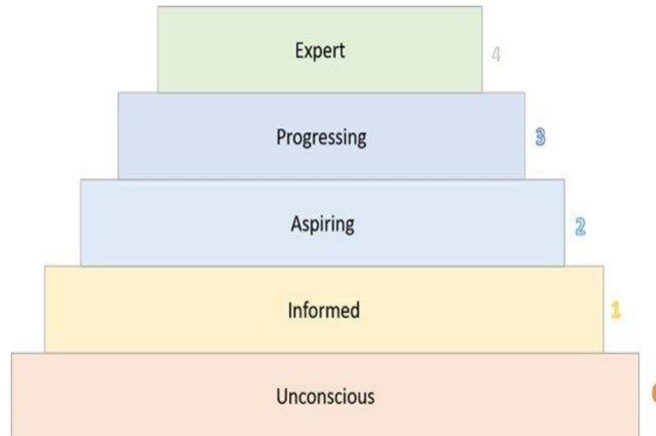 Expert 4
Progressing 3
Aspiring 2
Informed 1
Unconscious